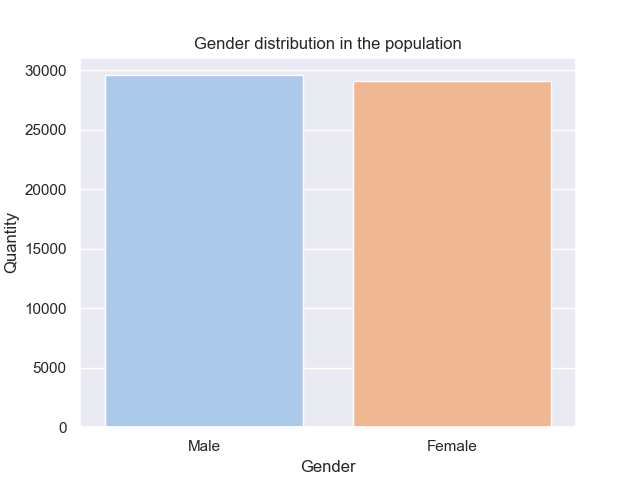 Gender distribution in the population
30000
25000
20000
15000
10000
5000
0
Quantity
Male Female
Gender